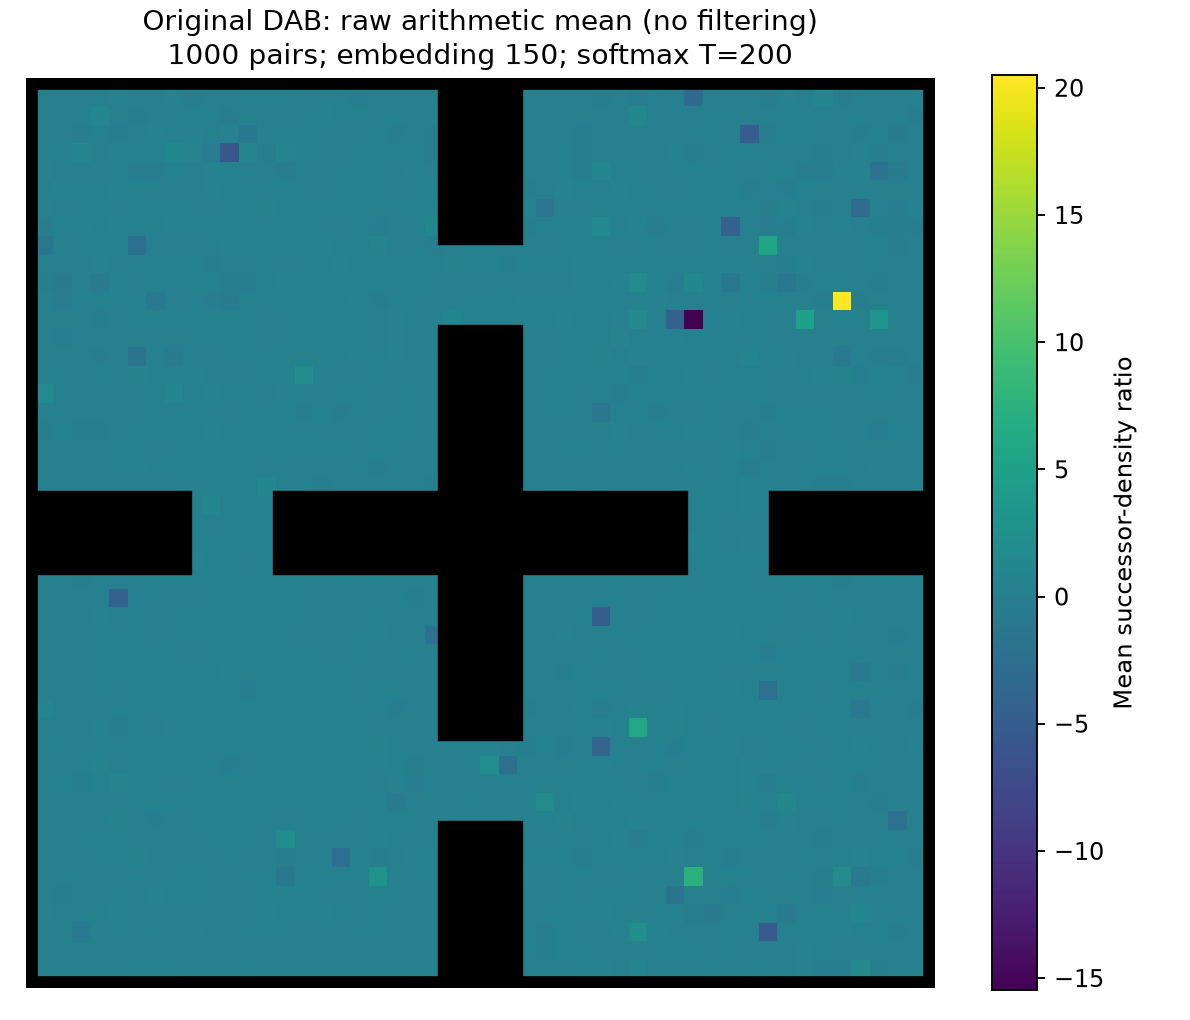 Original DAB: raw arithmetic mean (no filtering)
1000 pairs; embedding 150; softmax T=200
20
15
10
5
0
−5
−10
−15
Mean successor-density ratio